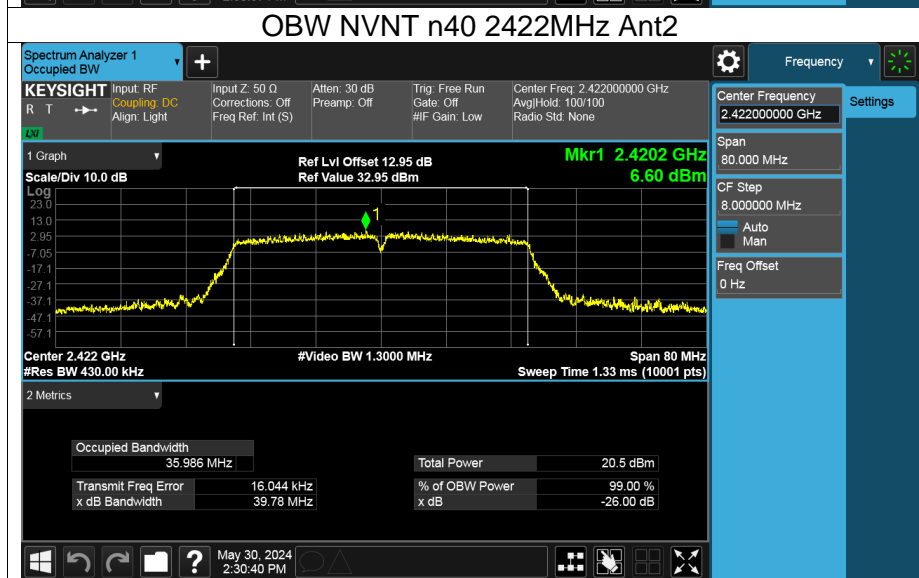 OBW NVNT n40 2422MHz Ant2
Spectrum Analyzer 1
Occupied BW
+
Frequency
KEYSIGHT
R T
LXI
Input: RF
Coupling: DC
Align: Light
Input Z: 50 Ω
Corrections: Off
Freq Ref: Int (S)
Atten: 30 dB
Preamp: Off
Trig: Free Run
Gate: Off
#IF Gain: Low
Center Freq: 2.422000000 GHz
Avg|Hold: 100/100
Radio Std: None
Center Frequency
2.422000000 GHz
Settings
Span
80.000 MHz
CF Step
8.000000 MHz
Auto
Man
Freq Offset
0 Hz
1 Graph
Ref Lvl Offset 12.95 dB
Mkr1 2.4202 GHz
Scale/Div 10.0 dB
Ref Value 32.95 dBm
6.60 dBm
Log
23.0
13.0
2.95
-7.05
-17.1
-27.1
-37.1
-47.1
-57.1
1
Center 2.422 GHz
#Video BW 1.3000 MHz
Span 80 MHz
#Res BW 430.00 kHz
Sweep Time 1.33 ms (10001 pts)
2 Metrics
Occupied Bandwidth
35.986 MHz
Total Power 20.5 dBm
Transmit Freq Error 16.044 kHz
% of OBW Power 99.00 %
x dB Bandwidth 39.78 MHz
x dB -26.00 dB
?
May 30, 2024
2:30:40 PM